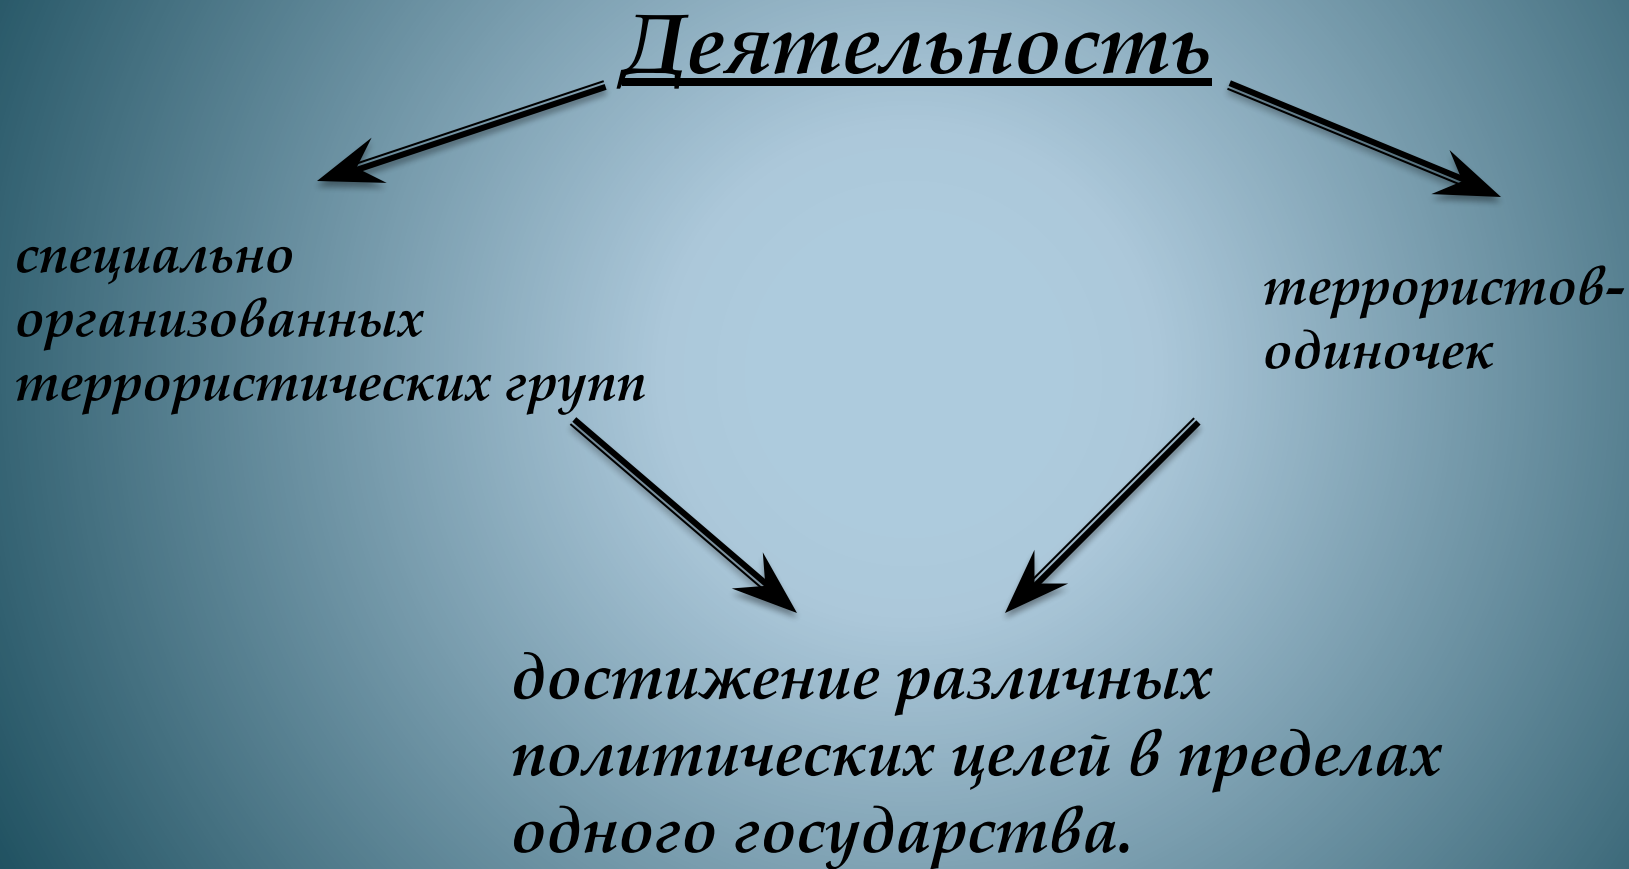 Деятельность
специально
организованных
террористических групп
террористов-
одиночек
достижение различных
политических целей в пределах
одного государства.